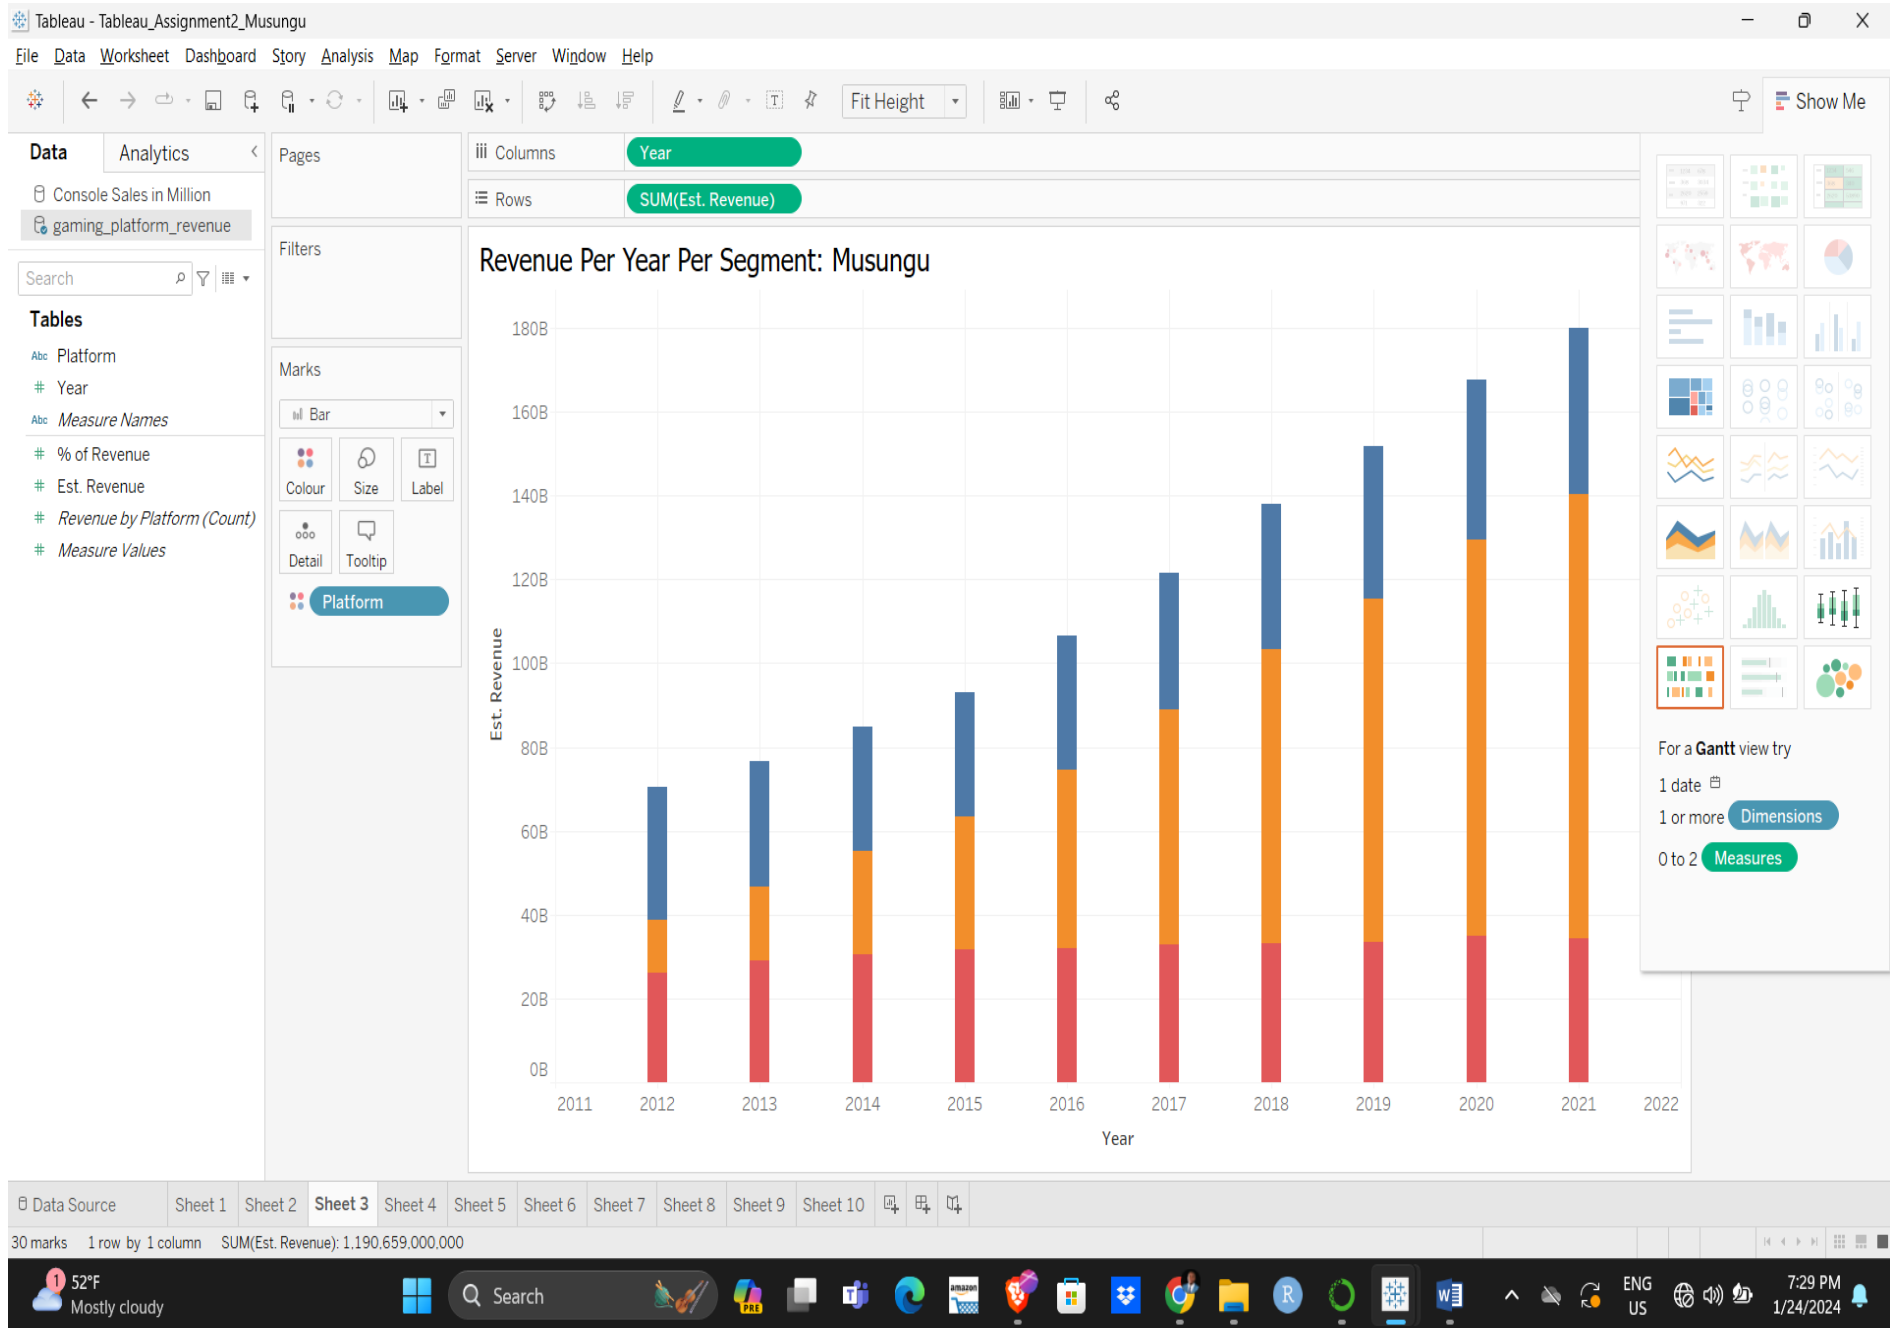 Tableau - Tableau_Assignment2_Musungu
File Data Worksheet Dashboard Story Analysis Map Format Server Window Help
Fit Height
Show Me
Data Analytics
Console Sales in Million
gaming_platform_revenue
Search
Tables
Abc Platform
# Year
Abc Measure Names
# % of Revenue
# Est. Revenue
# Revenue by Platform (Count)
# Measure Values
Pages
Filters
Marks
Bar
Colour Size Label
Detail Tooltip
Platform
Columns Year
Rows SUM(Est. Revenue)
Revenue Per Year Per Segment: Musungu
180B
160B
140B
120B
100B
80B
60B
40B
20B
0B
Est. Revenue
2011 2012 2013 2014 2015 2016 2017 2018 2019 2020 2021 2022
Year
For a Gantt view try
1 date
1 or more Dimensions
0 to 2 Measures
Data Source Sheet 1 Sheet 2 Sheet 3 Sheet 4 Sheet 5 Sheet 6 Sheet 7 Sheet 8 Sheet 9 Sheet 10
30 marks 1 row by 1 column SUM(Est. Revenue): 1,190,659,000,000
1
52°F
Mostly cloudy
Search
PRE
amazon
R
ENG
US
7:29 PM
1/24/2024